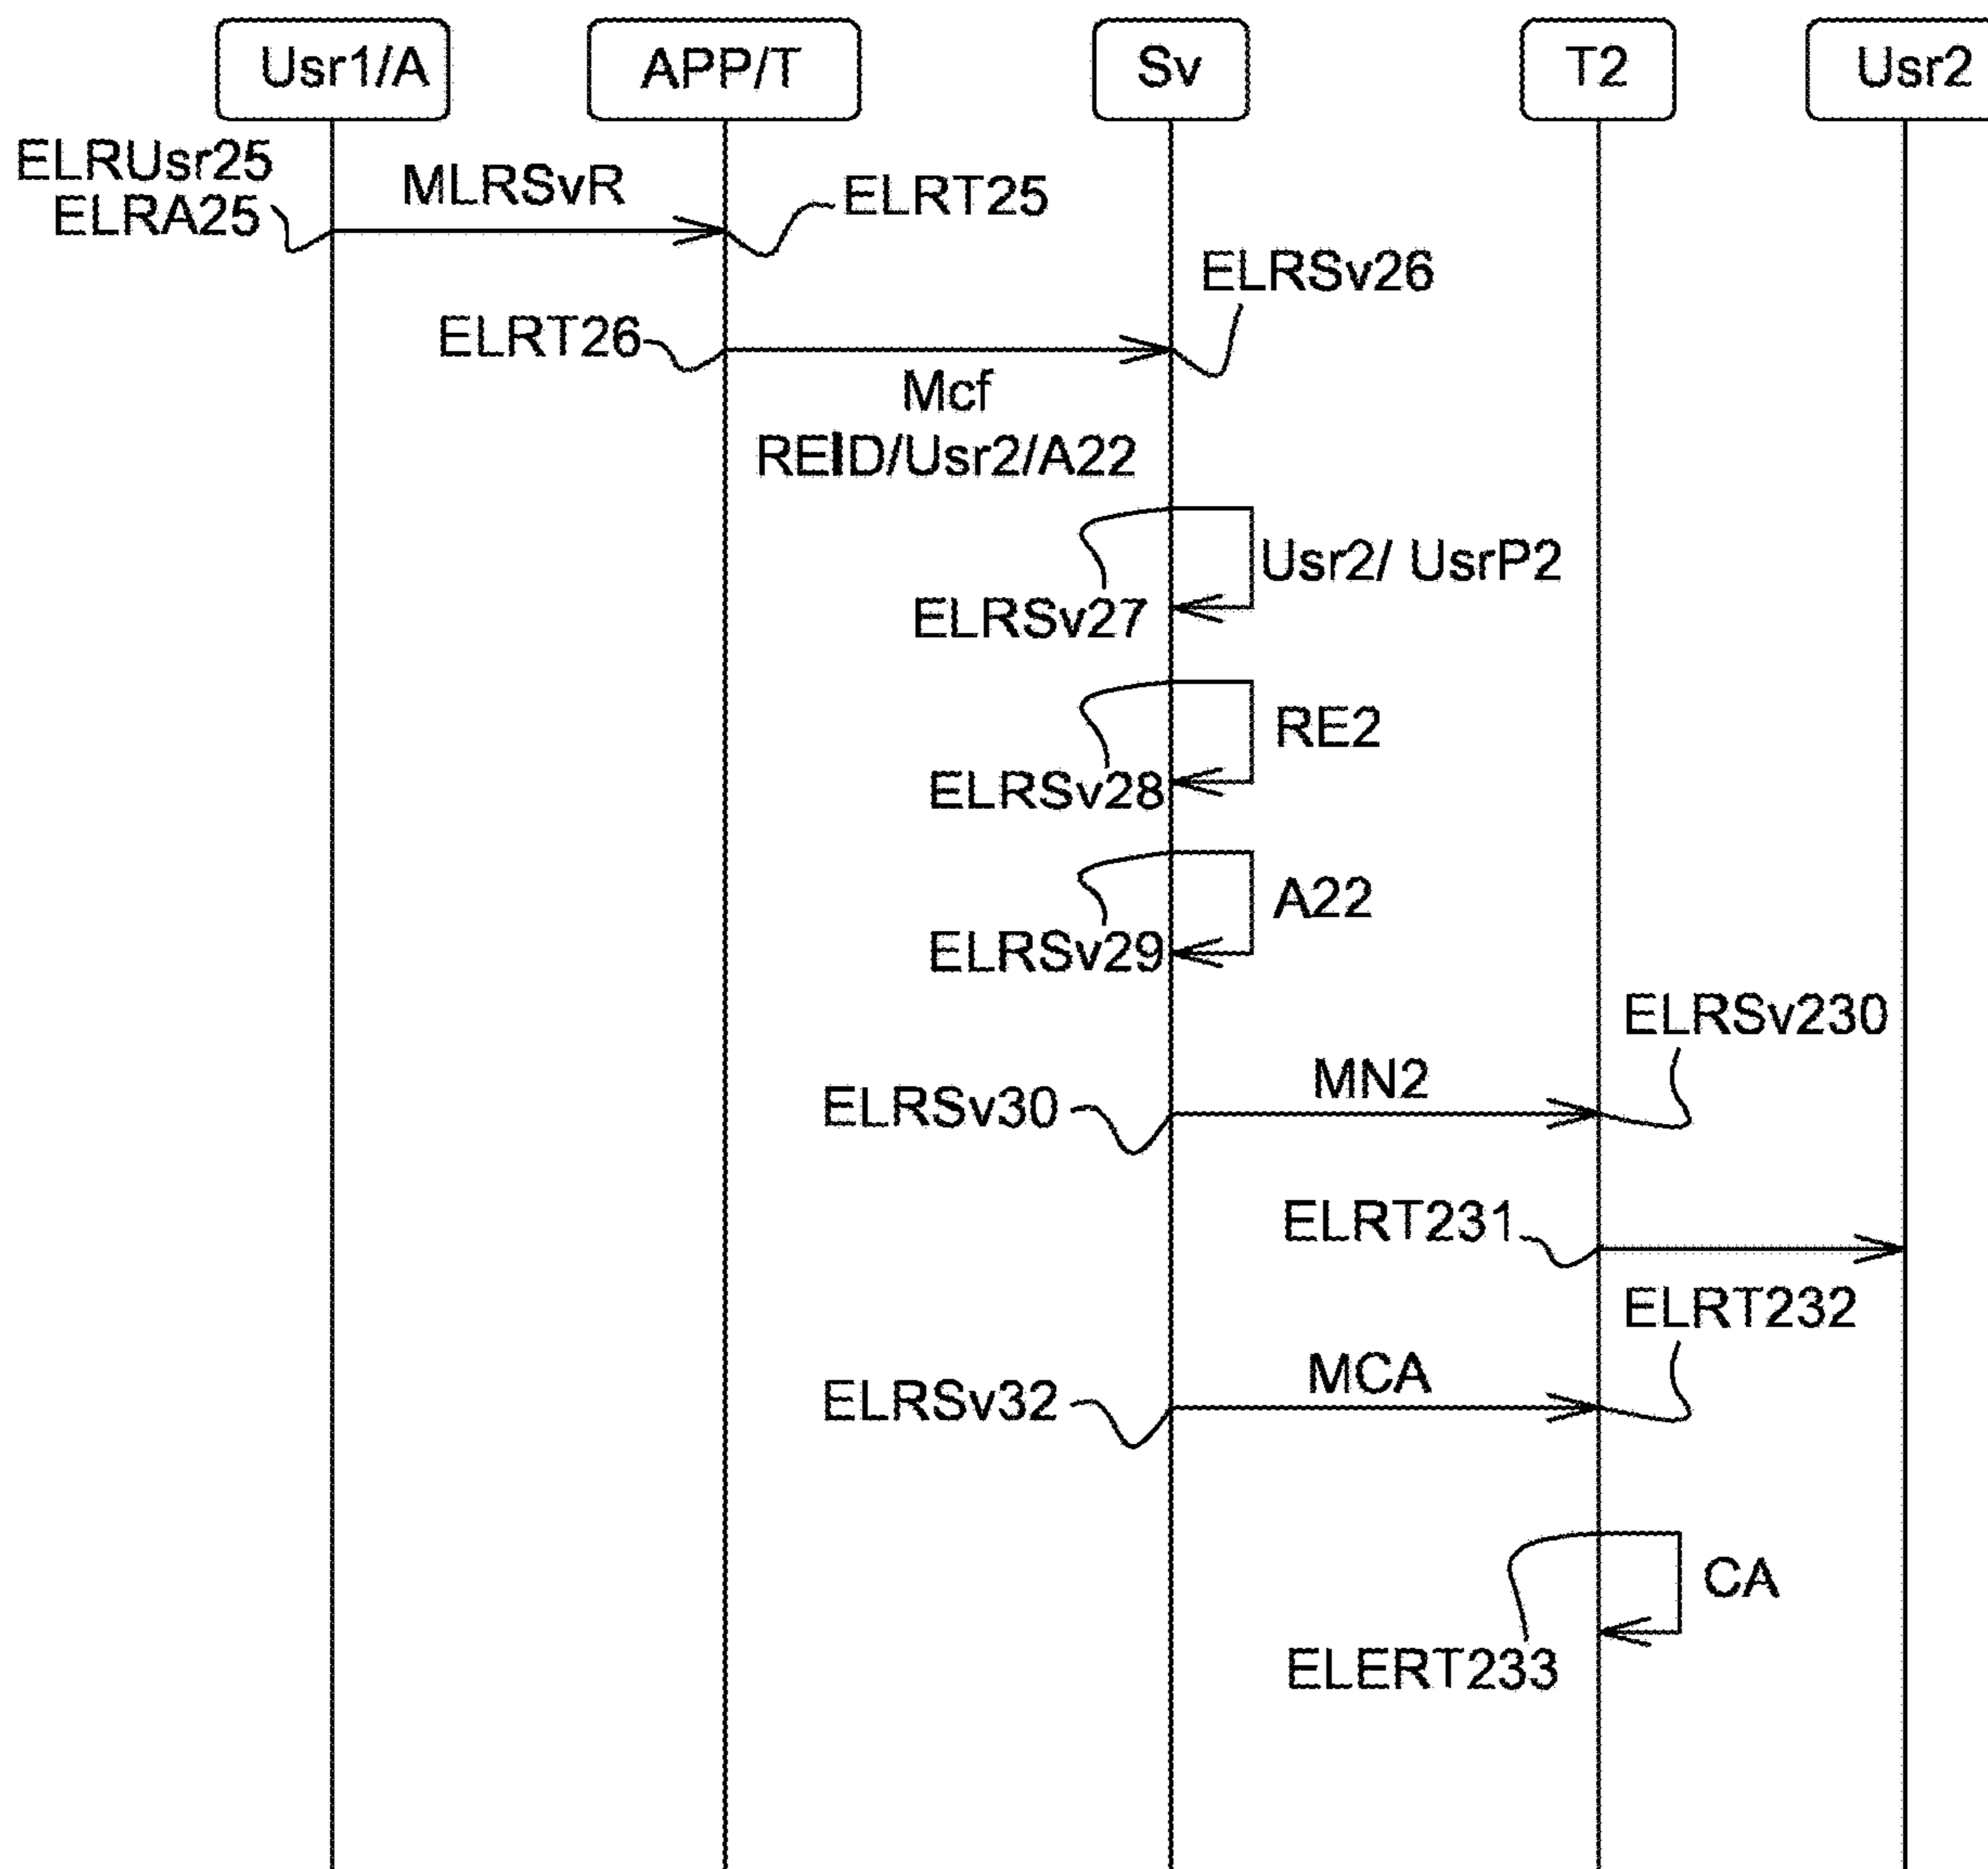 Usr1/A
APP/T
Sv
T2
Usr2
ELRUsr25
ELRA25
MLRSvR
ELRT25
ELRSv26
ELRT26
Mcf
REID/Usr2/A22
Usr2/ UsrP2
ELRSv27
RE2
ELRSv28
A22
ELRSv29
ELRSv230
MN2
ELRSv30
ELRT231
ELRT232
MCA
ELRSv32
CA
ELERT233